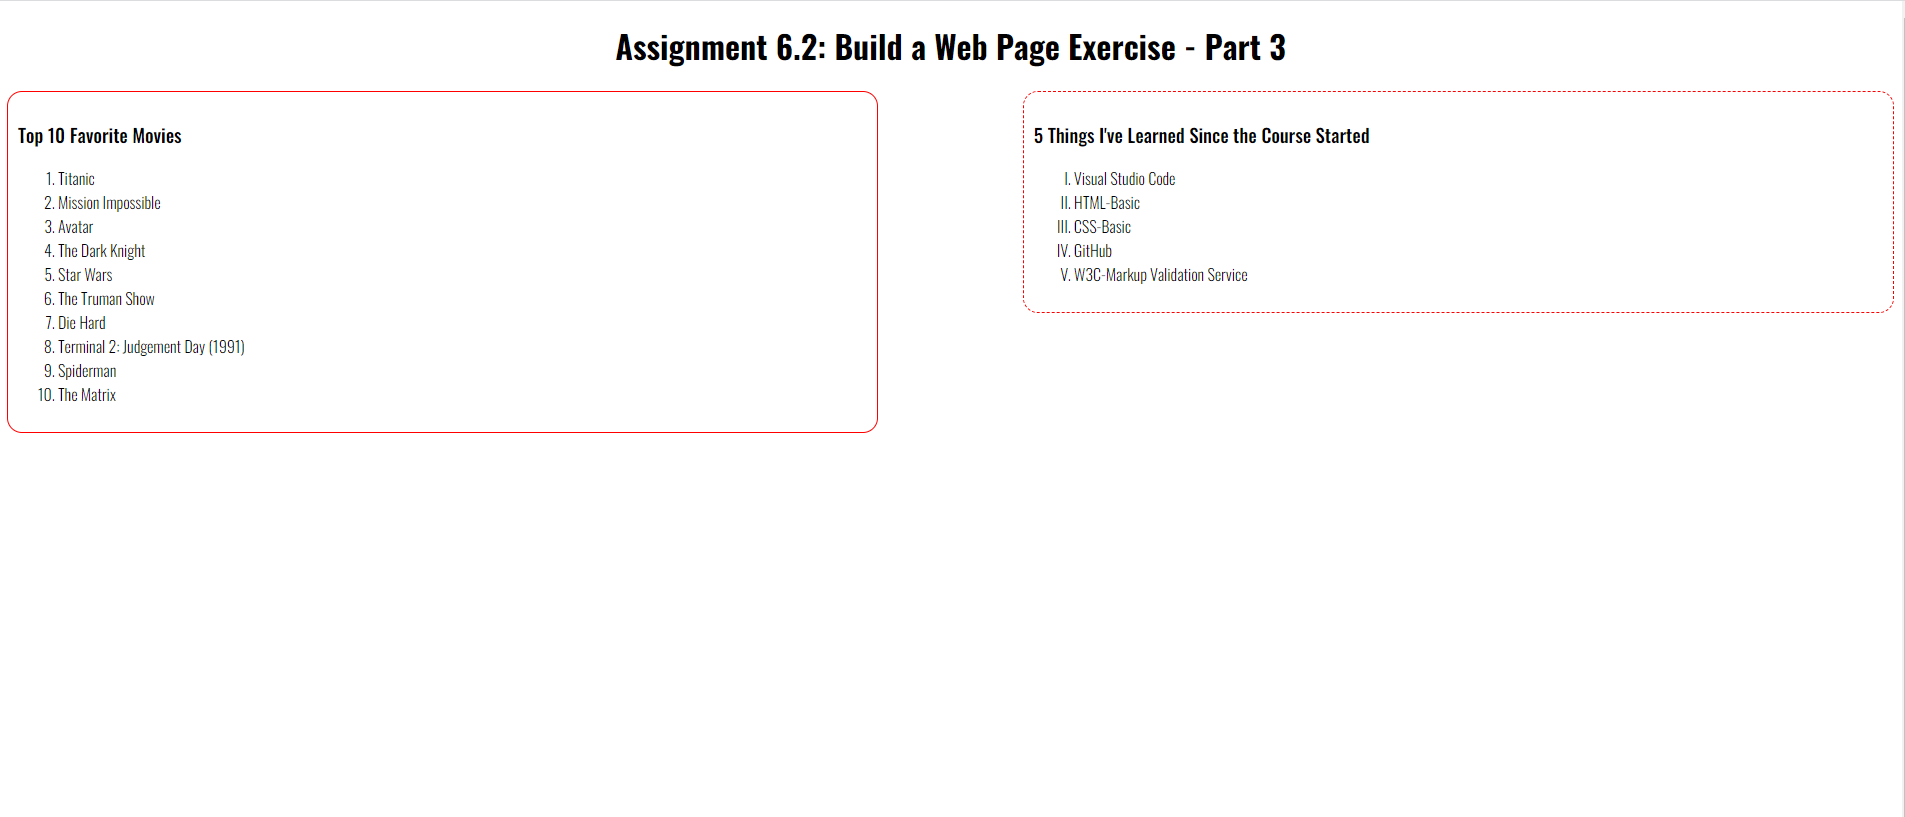 Assignment 6.2: Build a Web Page Exercise - Part 3
Top 10 Favorite Movies
1. Titanic
2. Mission Impossible
3. Avatar
4. The Dark Knight
5. Star Wars
6. The Truman Show
7. Die Hard
8. Terminal 2: Judgement Day (1991)
9. Spiderman
10. The Matrix
5 Things I've Learned Since the Course Started
I. Visual Studio Code
II. HTML-Basic
III. CSS-Basic
IV. GitHub
V. W3C-Markup Validation Service